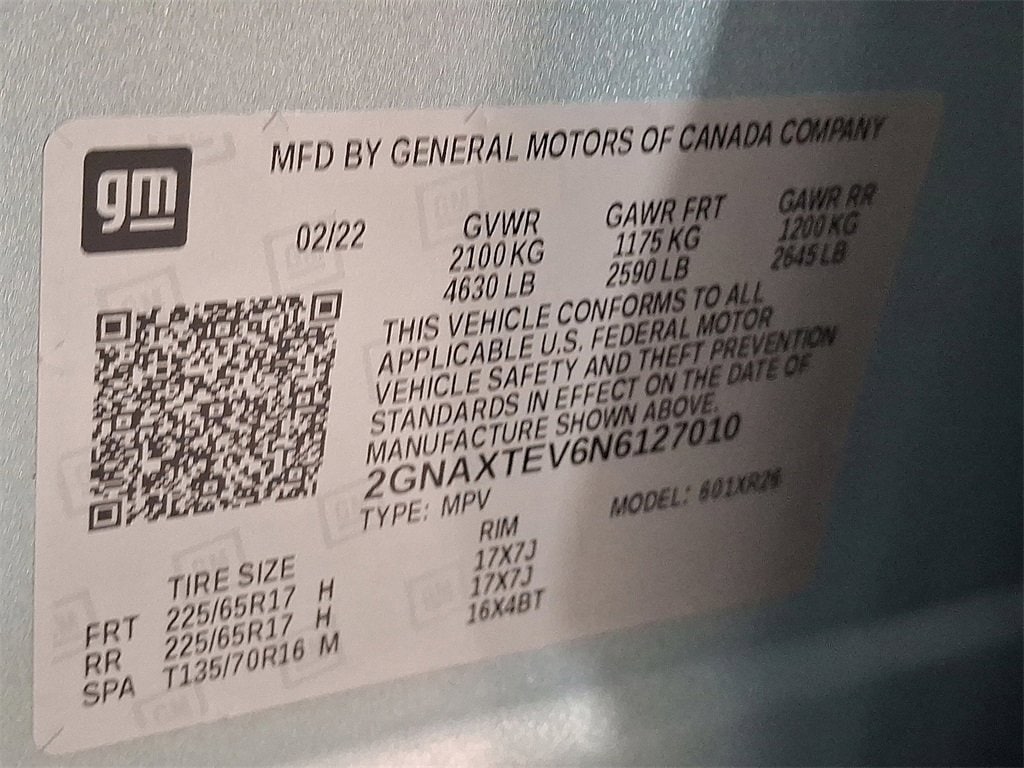 gm
MFD BY GENERAL MOTORS OF CANADA COMPANY
02/22
GVWR
2100 KG
4630 LB
GAWR FRT
1175 KG
2590 LB
GAWR RR
1200 KG
2645 LB
THIS VEHICLE CONFORMS TO ALL
APPLICABLE U.S. FEDERAL MOTOR
VEHICLE SAFETY AND THEFT PREVENTION
STANDARDS IN EFFECT ON THE DATE OF
MANUFACTURE SHOWN ABOVE.
2GNAXTEV6N6127010
TYPE: MPV MODEL: 601XR26
TIRE SIZE RIM
FRT 225/65R17 H 17X7J
RR 225/65R17 H 17X7J
SPA T135/70R16 M 16X4BT